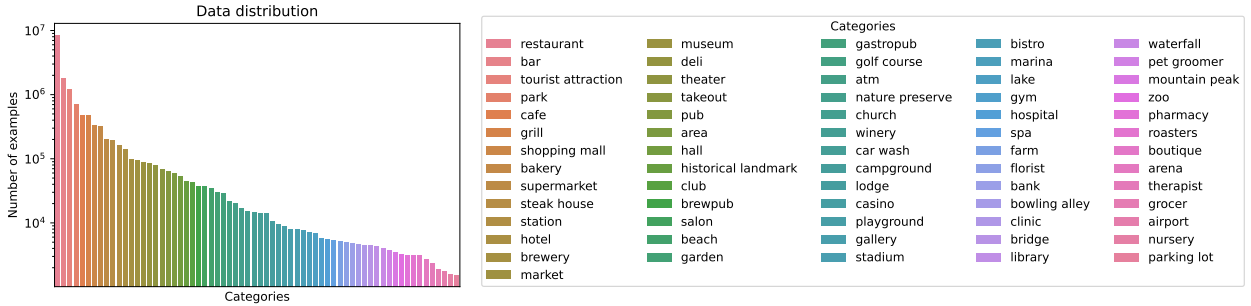 Data distribution
10^7
10^6
10^5
10^4
Number of examples
Categories
Categories
restaurant
bar
tourist attraction
park
cafe
grill
shopping mall
bakery
supermarket
steak house
station
hotel
brewery
market
museum
deli
theater
takeout
pub
area
hall
historical landmark
club
brewpub
salon
beach
garden
gastropub
golf course
atm
nature preserve
church
winery
car wash
campground
lodge
casino
playground
gallery
stadium
bistro
marina
lake
gym
hospital
spa
farm
florist
bank
bowling alley
clinic
bridge
library
waterfall
pet groomer
mountain peak
zoo
pharmacy
roasters
boutique
arena
therapist
grocer
airport
nursery
parking lot